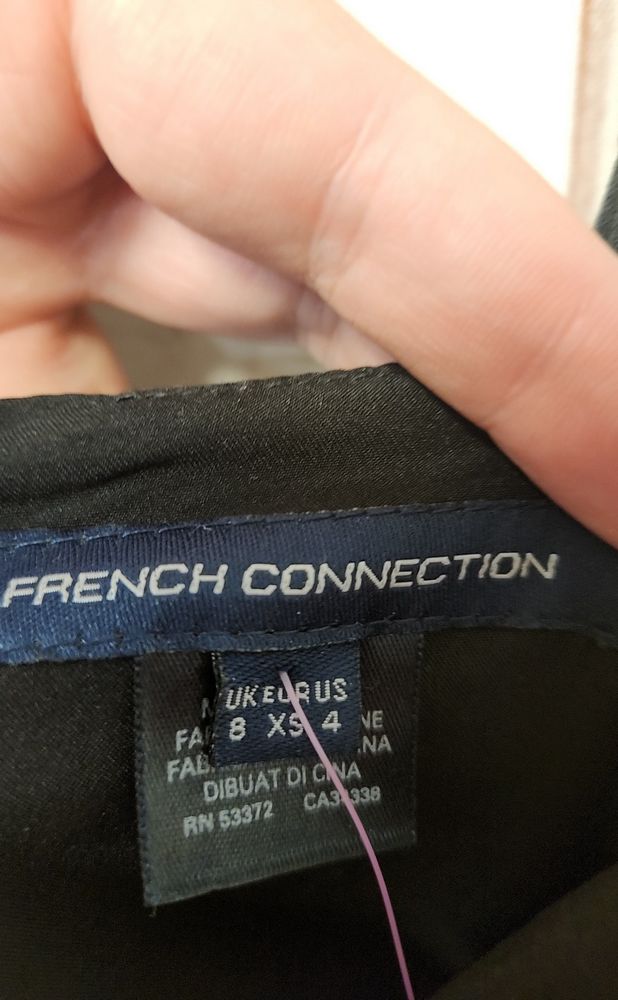 FRENCH CONNECTION
UK EUR US
8 XS 4
DIBUAT DI CINA
RN 53372